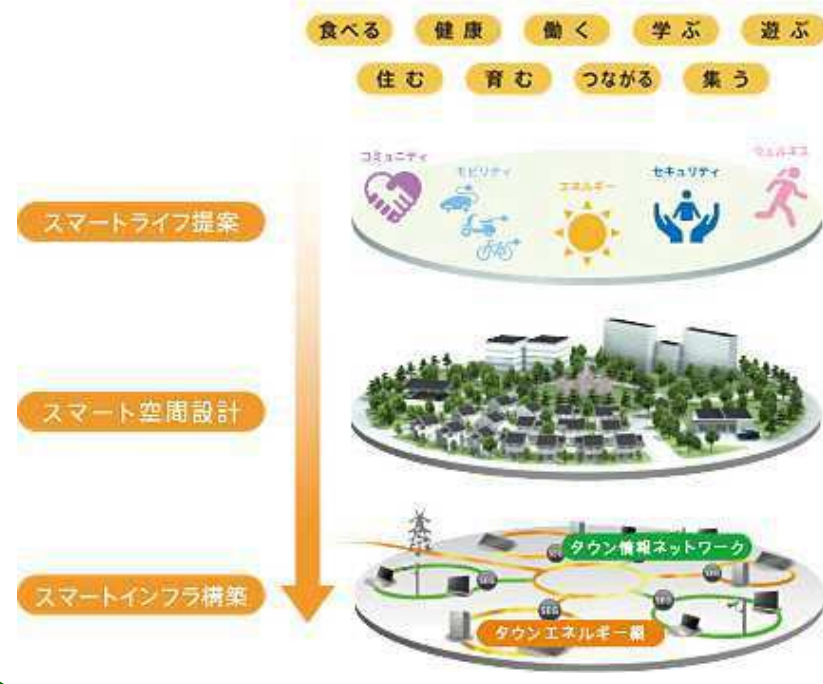 食べる 健康 働く 学ぶ 遊ぶ
住む 育む つながる 集う
コミュニティ
モビリティ
エネルギー
セキュリティ
ウェルネス
スマートライフ提案
スマート空間設計
タウン情報ネットワーク
SEG
SEG
SEG
SEG
SEG
スマートインフラ構築
タウンエネルギー網